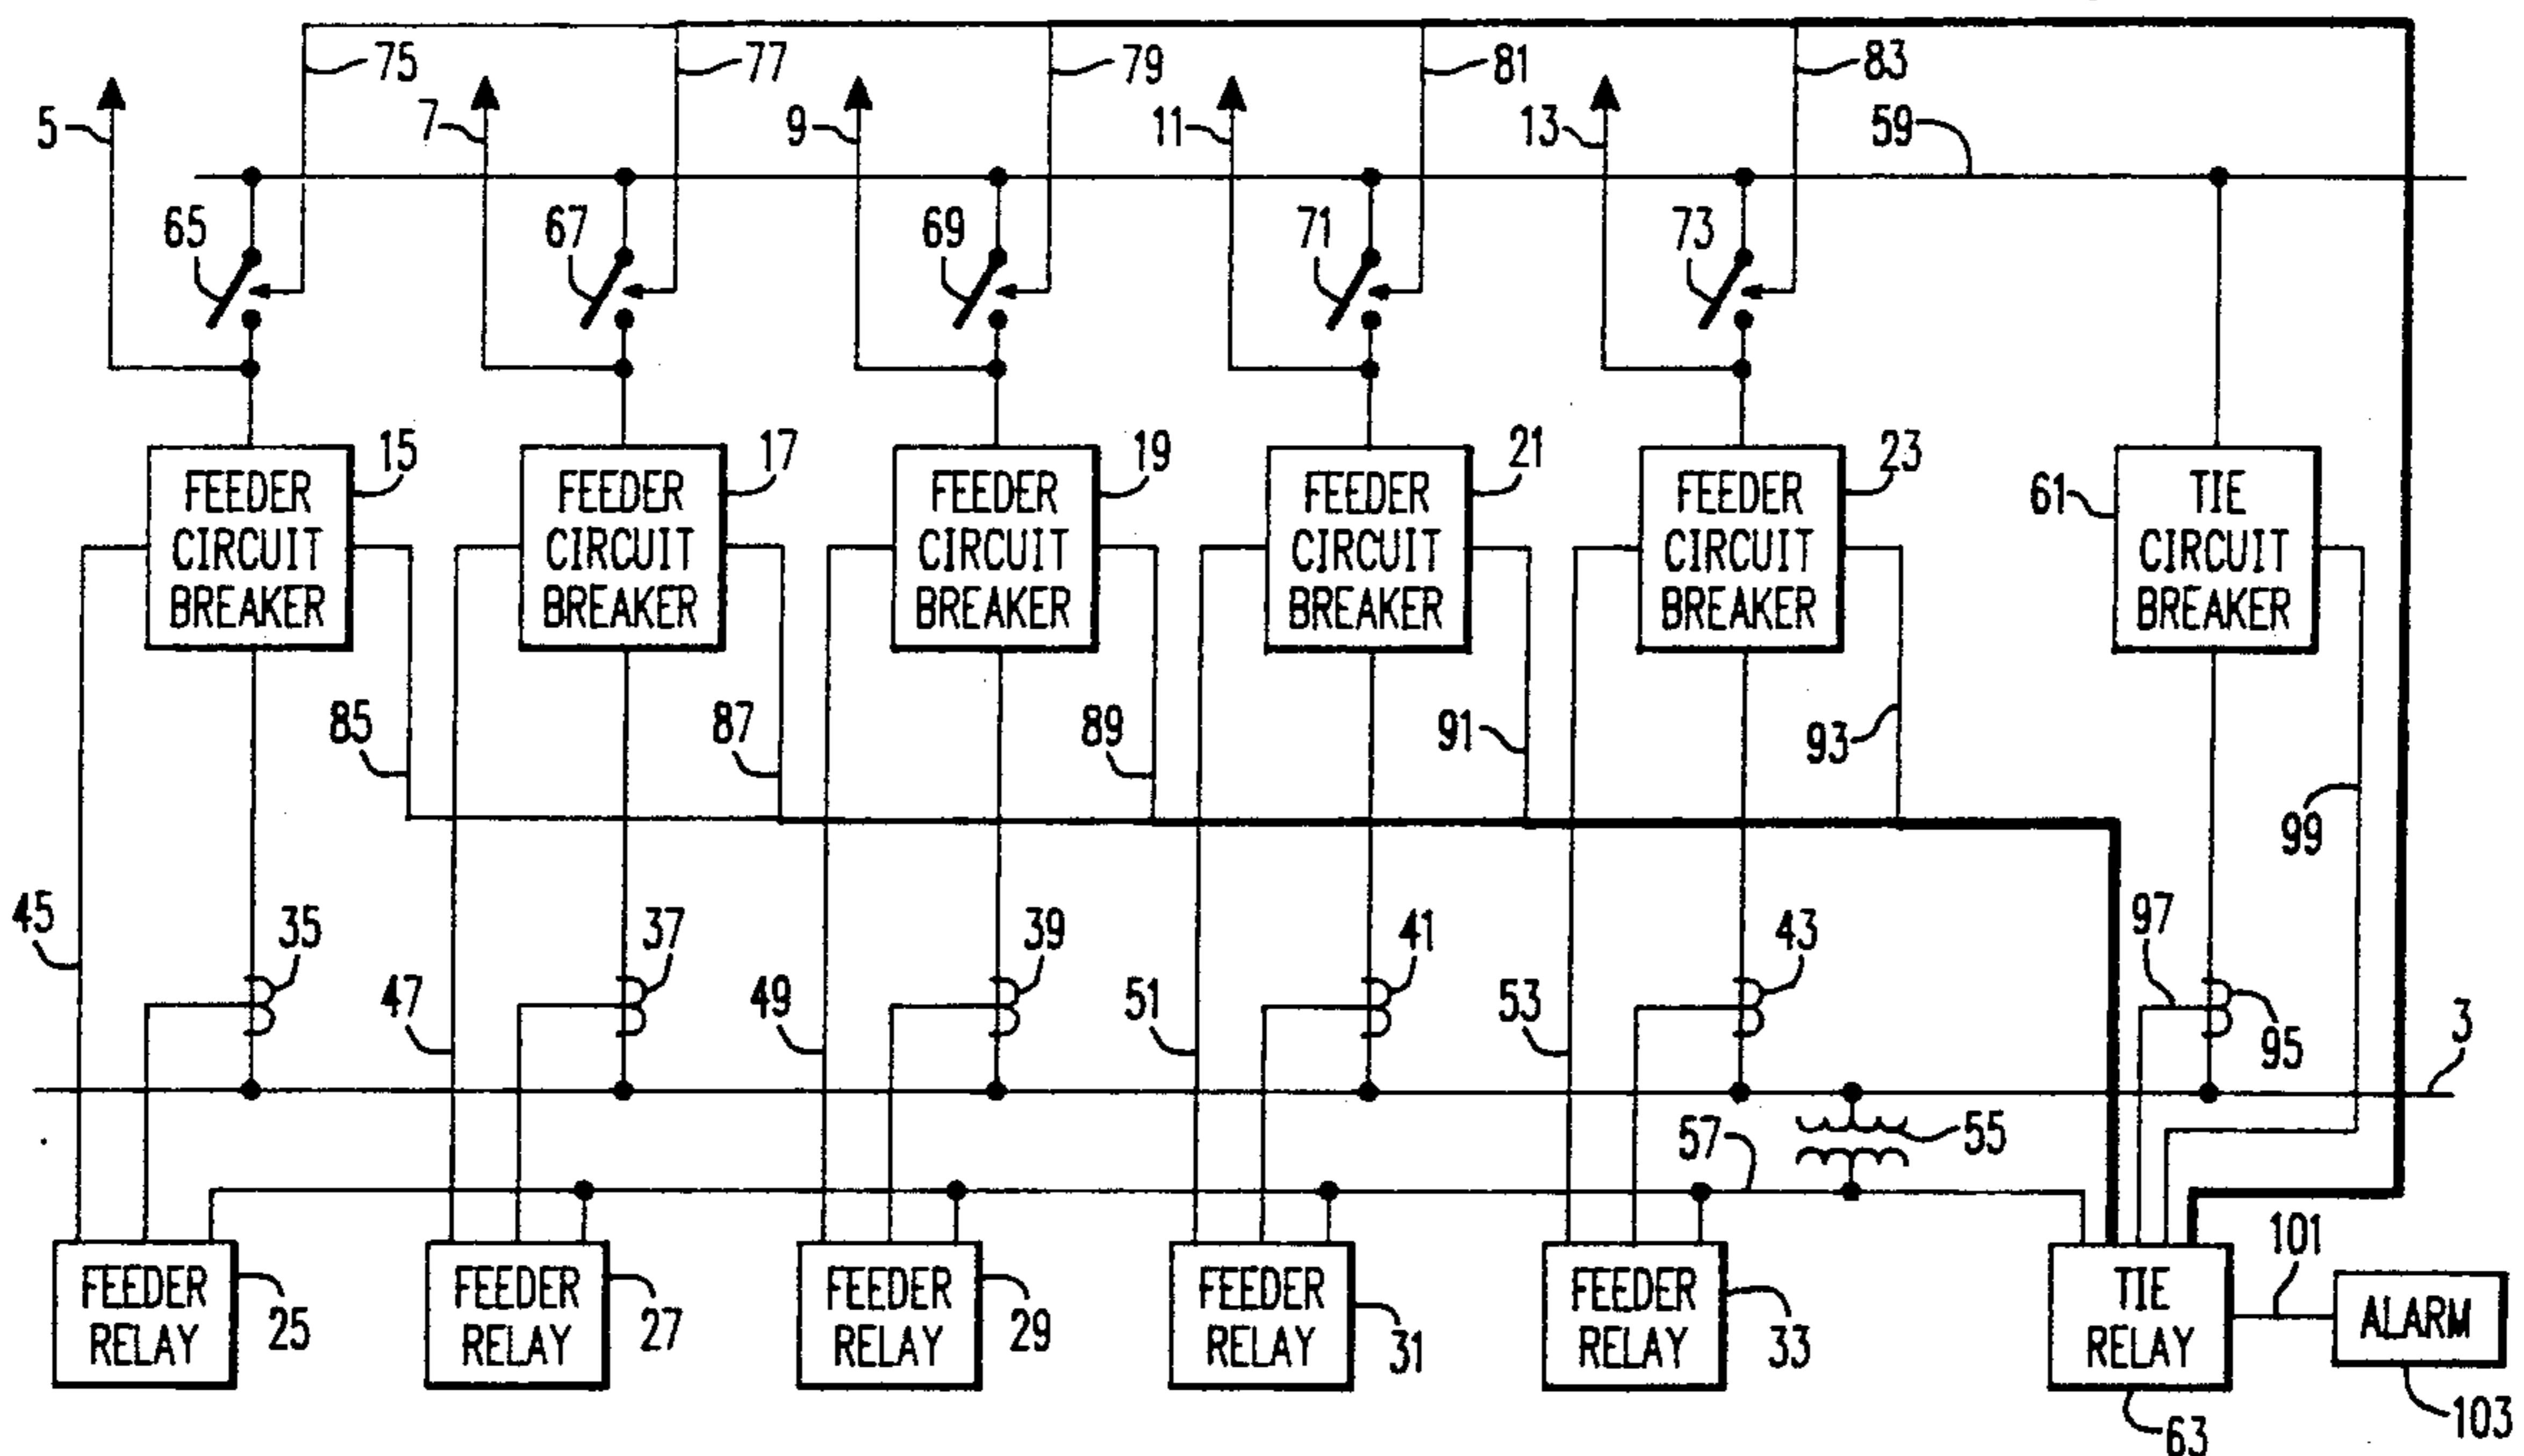 75
77
79
81
83
5
7
9
11
13
59
65
67
69
71
73
15
17
19
21
23
61
FEEDER
CIRCUIT
BREAKER
FEEDER
CIRCUIT
BREAKER
FEEDER
CIRCUIT
BREAKER
FEEDER
CIRCUIT
BREAKER
FEEDER
CIRCUIT
BREAKER
TIE
CIRCUIT
BREAKER
85
87
89
91
93
99
45
35
37
39
41
43
97
47
49
51
53
95
3
57
55
101
FEEDER
RELAY
25
FEEDER
RELAY
27
FEEDER
RELAY
29
FEEDER
RELAY
31
FEEDER
RELAY
33
TIE
RELAY
63
ALARM
103